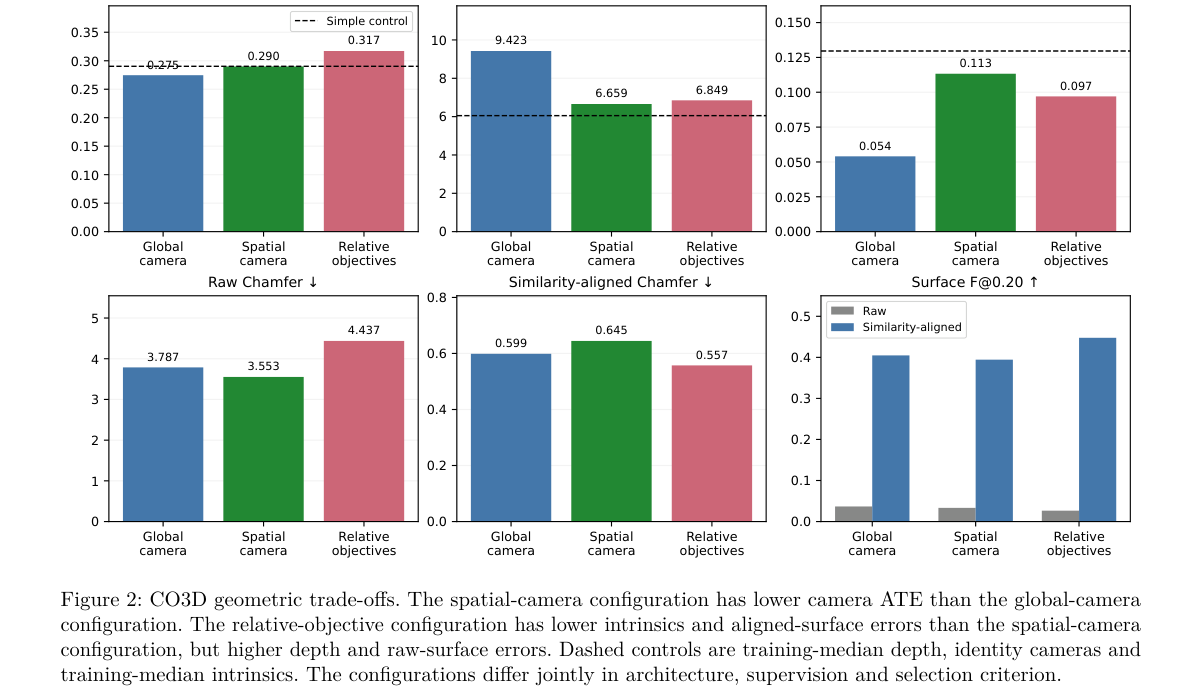 0.35
0.30
0.25
0.20
0.15
0.10
0.05
0.00
Simple control
0.275
0.290
0.317
Global camera
Spatial camera
Relative objectives
10
8
6
4
2
0
9.423
6.659
6.849
Global camera
Spatial camera
Relative objectives
0.150
0.125
0.100
0.075
0.050
0.025
0.000
0.054
0.113
0.097
Global camera
Spatial camera
Relative objectives
Raw Chamfer ↓
5
4
3
2
1
0
3.787
3.553
4.437
Global camera
Spatial camera
Relative objectives
Similarity-aligned Chamfer ↓
0.8
0.6
0.4
0.2
0.0
0.599
0.645
0.557
Global camera
Spatial camera
Relative objectives
Surface F@0.20 ↑
0.5
0.4
0.3
0.2
0.1
0.0
Raw
Similarity-aligned
Global camera
Spatial camera
Relative objectives
Figure 2: CO3D geometric trade-offs. The spatial-camera configuration has lower camera ATE than the global-camera
configuration. The relative-objective configuration has lower intrinsics and aligned-surface errors than the spatial-camera
configuration, but higher depth and raw-surface errors. Dashed controls are training-median depth, identity cameras and
training-median intrinsics. The configurations differ jointly in architecture, supervision and selection criterion.